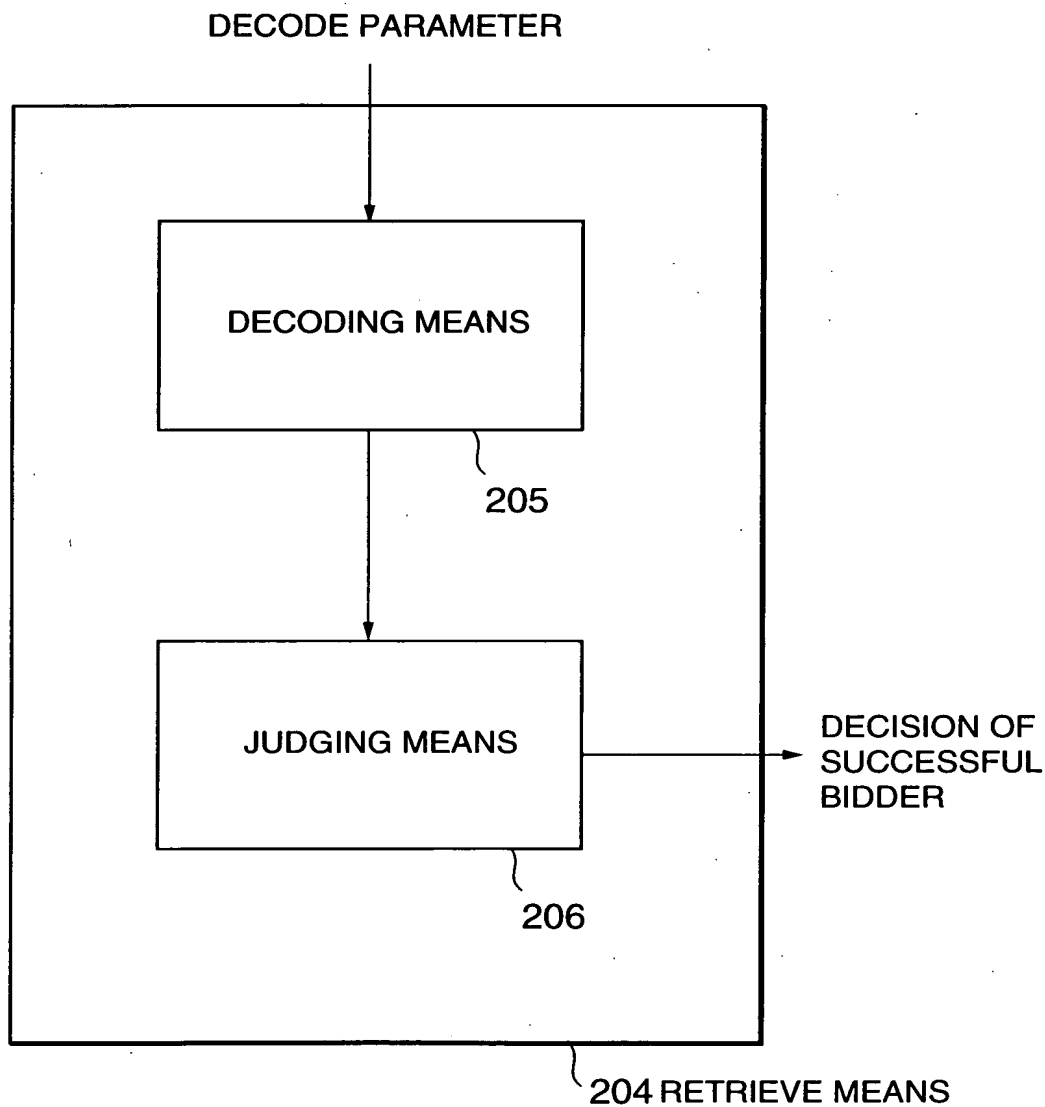 DECODE PARAMETER
DECODING MEANS
205
JUDGING MEANS
DECISION OF
SUCCESSFUL
BIDDER
206
204 RETRIEVE MEANS